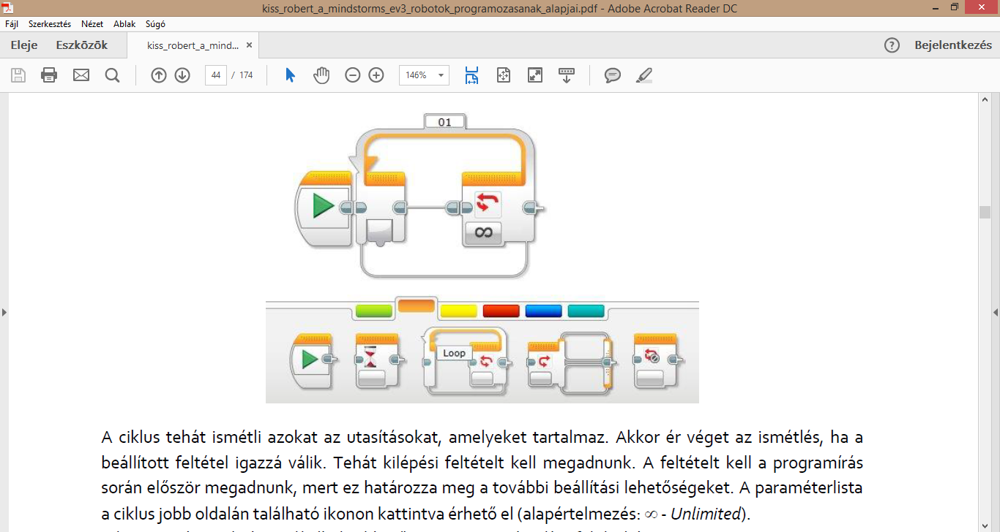 kiss_robert_a_mindstorms_ev3_robotok_programozasanak_alapjai.pdf - Adobe Acrobat Reader DC
Fájl Szerkesztés Nézet Ablak Súgó
Eleje Eszközök kiss_robert_a_mind... × ? Bejelentkezés
44 / 174 146%
01
∞
Loop
A ciklus tehát ismétli azokat az utasításokat, amelyeket tartalmaz. Akkor ér véget az ismétlés, ha a
beállított feltétel igazzá válik. Tehát kilépési feltételt kell megadnunk. A feltételt kell a programírás
során először megadnunk, mert ez határozza meg a további beállítási lehetőségeket. A paraméterlista
a ciklus jobb oldalán található ikonon kattintva érhető el (alapértelmezés: ∞ - Unlimited).